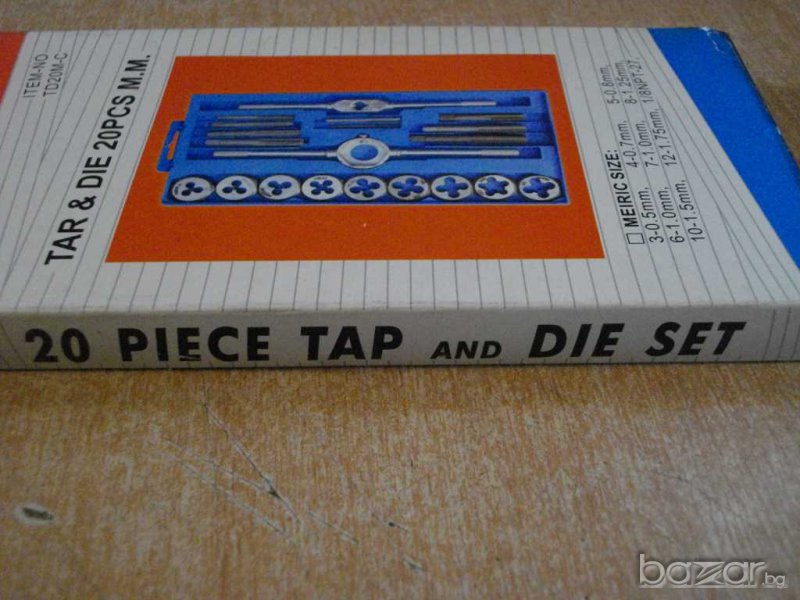 ITEM-NO
TD20M-C
TAR & DIE 20PCS M.M.
MEIRIC SIZE:
3-0.5mm, 4-0.7mm, 5-0.8mm,
6-1.0mm, 7-1.0mm, 8-1.25mm,
10-1.5mm, 12-1.75mm, 1/8NPT-27
20 PIECE TAP AND DIE SET
bazar.bg